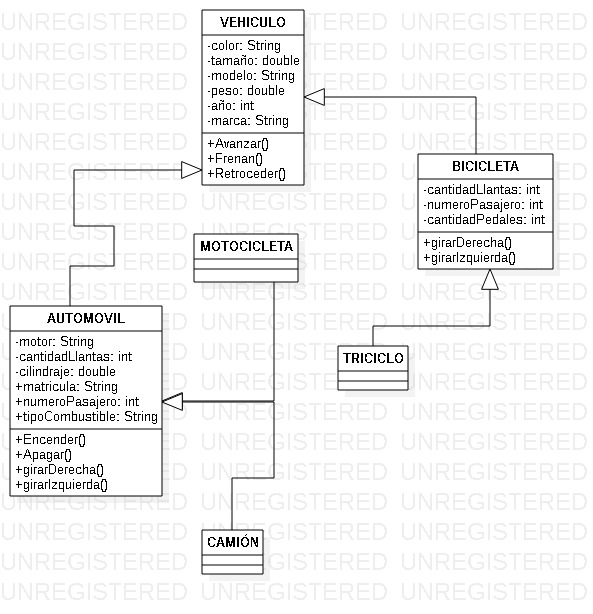 VEHICULO
-color: String
-tamaño: double
-modelo: String
-peso: double
-año: int
-marca: String
+Avanzar()
+Frenan()
+Retroceder()
BICICLETA
-cantidadLlantas: int
-numeroPasajero: int
-cantidadPedales: int
+girarDerecha()
+girarIzquierda()
MOTOCICLETA
AUTOMOVIL
-motor: String
-cantidadLlantas: int
-cilindraje: double
+matricula: String
+numeroPasajero: int
+tipoCombustible: String
+Encender()
+Apagar()
+girarDerecha()
+girarIzquierda()
TRICICLO
CAMIÓN
UNREGISTERED